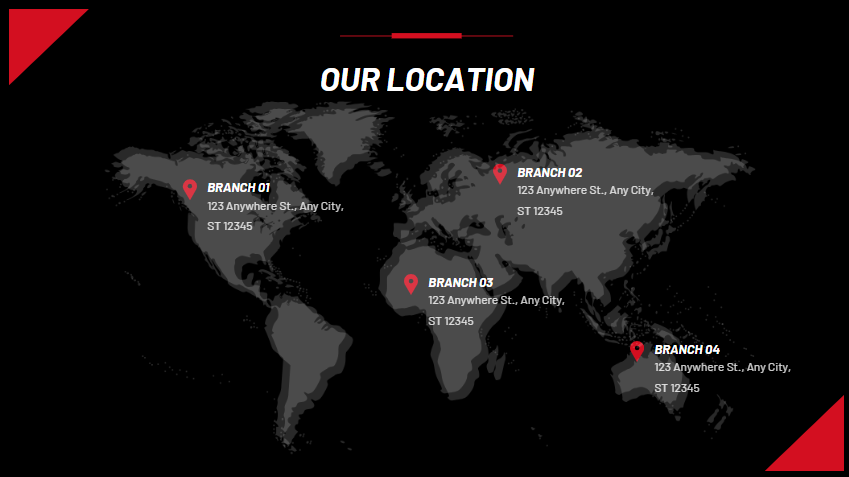 OUR LOCATION
BRANCH 01
123 Anywhere St., Any City,
ST 12345
BRANCH 02
123 Anywhere St., Any City,
ST 12345
BRANCH 03
123 Anywhere St., Any City,
ST 12345
BRANCH 04
123 Anywhere St., Any City,
ST 12345